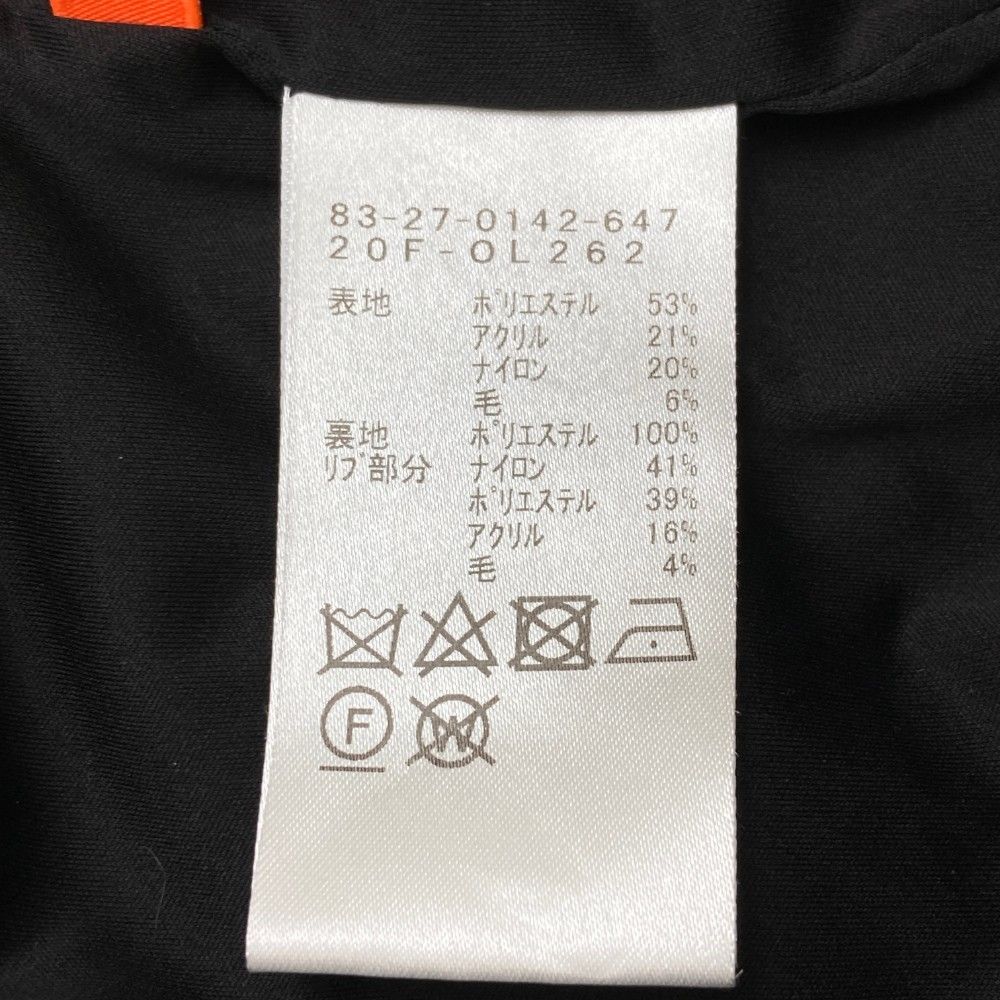 83-27-0142-647
20F-OL262
表地 ﾎﾟﾘｴｽﾃﾙ 53%
ｱｸﾘﾙ 21%
ﾅｲﾛﾝ 20%
毛 6%
裏地 ﾎﾟﾘｴｽﾃﾙ 100%
ﾘﾌﾞ部分 ﾅｲﾛﾝ 41%
ﾎﾟﾘｴｽﾃﾙ 39%
ｱｸﾘﾙ 16%
毛 4%
F W